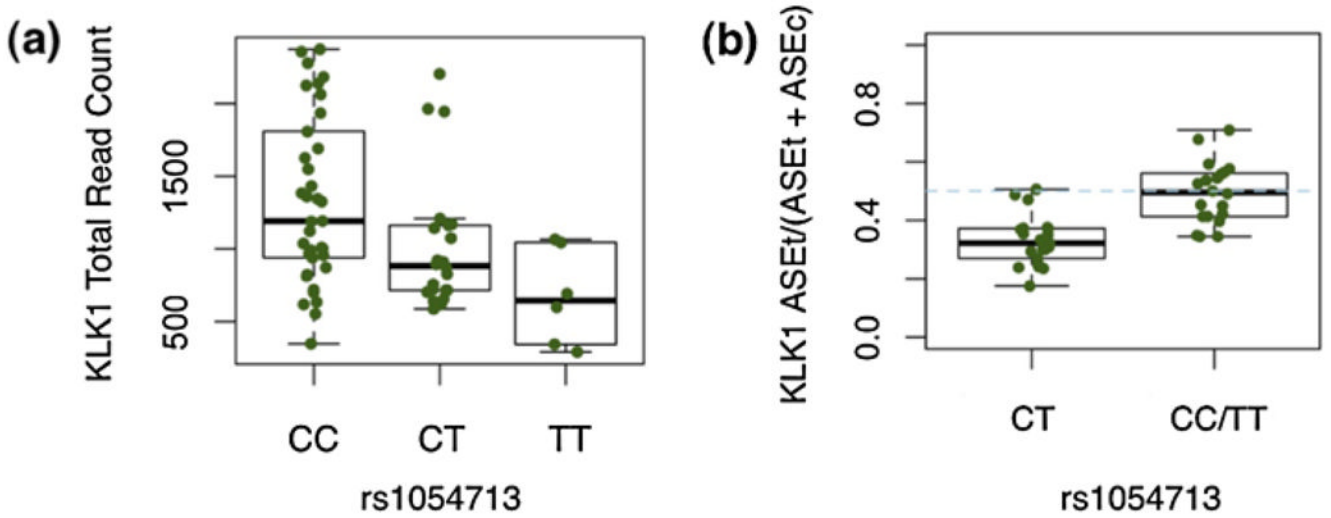 (a)
KLK1 Total Read Count
1500
500
CC CT TT
rs1054713
(b)
KLK1 ASEt/(ASEt + ASEc)
0.8
0.4
0.0
CT CC/TT
rs1054713